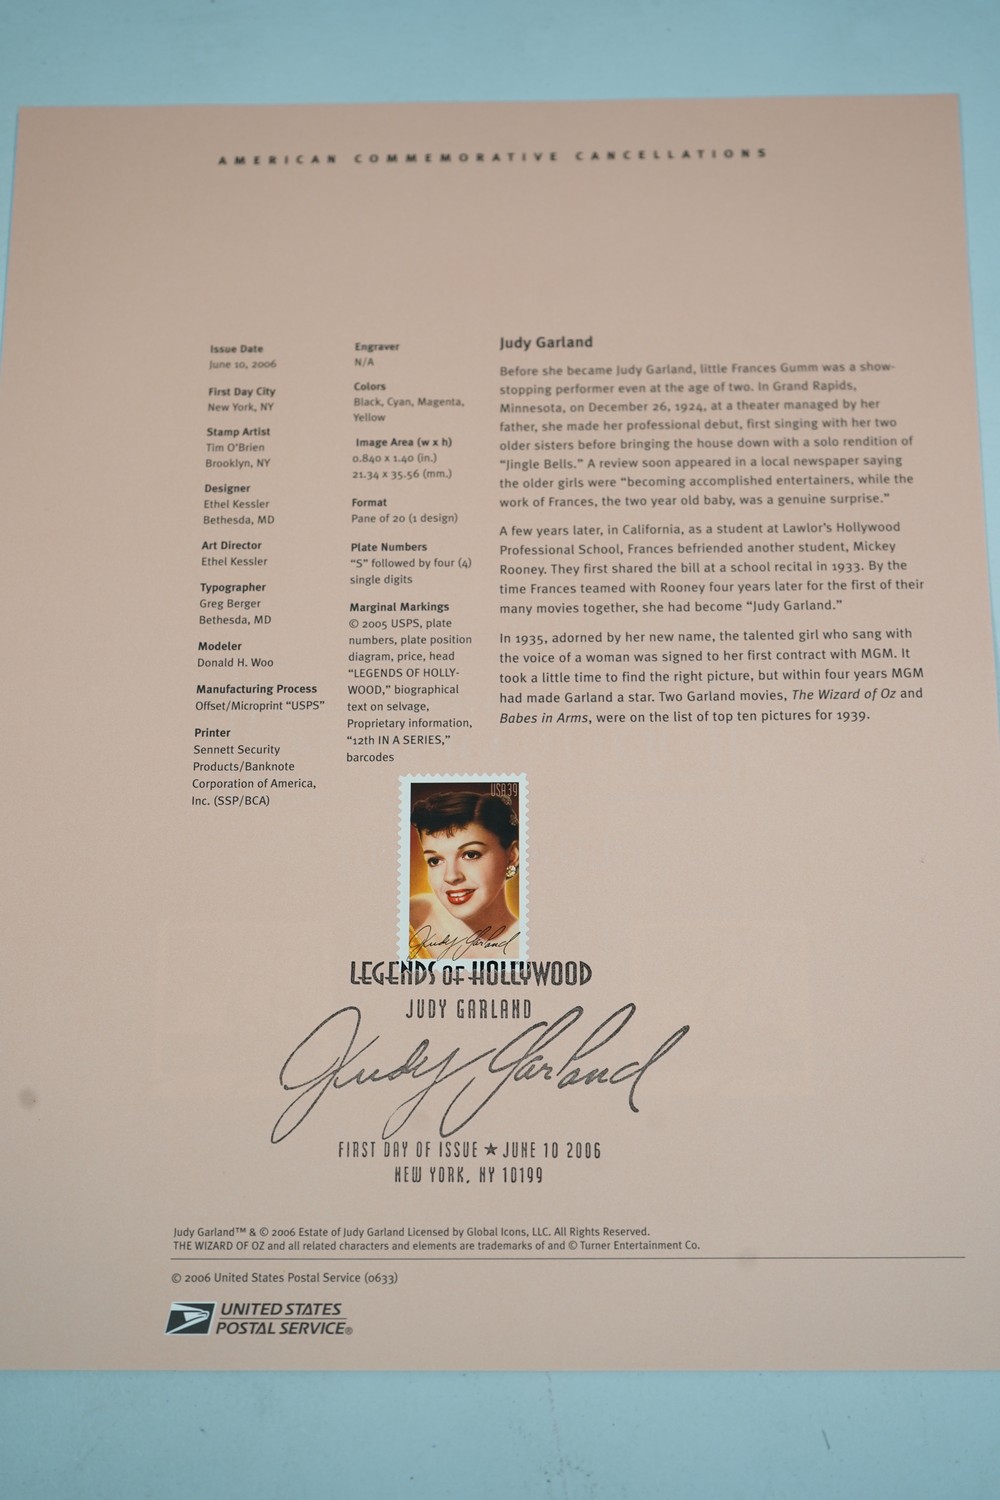 AMERICAN COMMEMORATIVE CANCELLATIONS
Issue Date
June 10, 2006
First Day City
New York, NY
Stamp Artist
Tim O'Brien
Brooklyn, NY
Designer
Ethel Kessler
Bethesda, MD
Art Director
Ethel Kessler
Typographer
Greg Berger
Bethesda, MD
Modeler
Donald H. Woo
Manufacturing Process
Offset/Microprint “USPS”
Printer
Sennett Security
Products/Banknote
Corporation of America,
Inc. (SSP/BCA)
Engraver
N/A
Colors
Black, Cyan, Magenta,
Yellow
Image Area (w x h)
0.840 x 1.40 (in.)
21.34 x 35.56 (mm.)
Format
Pane of 20 (1 design)
Plate Numbers
“S” followed by four (4)
single digits
Marginal Markings
© 2005 USPS, plate
numbers, plate position
diagram, price, head
“LEGENDS OF HOLLY-
WOOD,” biographical
text on selvage,
Proprietary information,
“12th IN A SERIES,”
barcodes
Judy Garland
Before she became Judy Garland, little Frances Gumm was a show-
stopping performer even at the age of two. In Grand Rapids,
Minnesota, on December 26, 1924, at a theater managed by her
father, she made her professional debut, first singing with her two
older sisters before bringing the house down with a solo rendition of
“Jingle Bells.” A review soon appeared in a local newspaper saying
the older girls were “becoming accomplished entertainers, while the
work of Frances, the two year old baby, was a genuine surprise.”
A few years later, in California, as a student at Lawlor's Hollywood
Professional School, Frances befriended another student, Mickey
Rooney. They first shared the bill at a school recital in 1933. By the
time Frances teamed with Rooney four years later for the first of their
many movies together, she had become “Judy Garland.”
In 1935, adorned by her new name, the talented girl who sang with
the voice of a woman was signed to her first contract with MGM. It
took a little time to find the right picture, but within four years MGM
had made Garland a star. Two Garland movies, The Wizard of Oz and
Babes in Arms, were on the list of top ten pictures for 1939.
USA 39
Judy Garland
LEGENDS OF HOLLYWOOD
JUDY GARLAND
Judy Garland
FIRST DAY OF ISSUE ★ JUNE 10 2006
NEW YORK, NY 10199
Judy Garland™ & © 2006 Estate of Judy Garland Licensed by Global Icons, LLC. All Rights Reserved.
THE WIZARD OF OZ and all related characters and elements are trademarks of and © Turner Entertainment Co.
© 2006 United States Postal Service (0633)
UNITED STATES
POSTAL SERVICE®